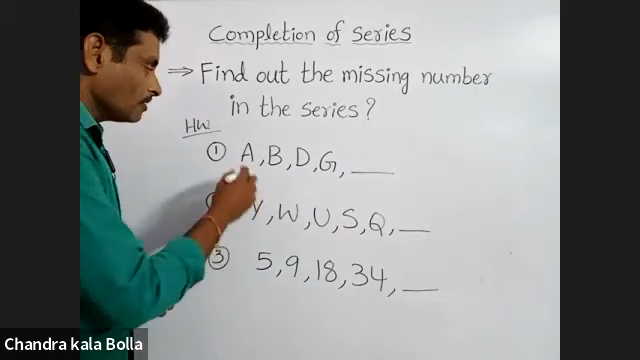 Completion of Series
⇒ Find out the missing number
in the series?
HW
① A, B, D, G, ___
Y, W, U, S, Q, ___
③ 5, 9, 18, 34, ___
Chandra kala Bolla